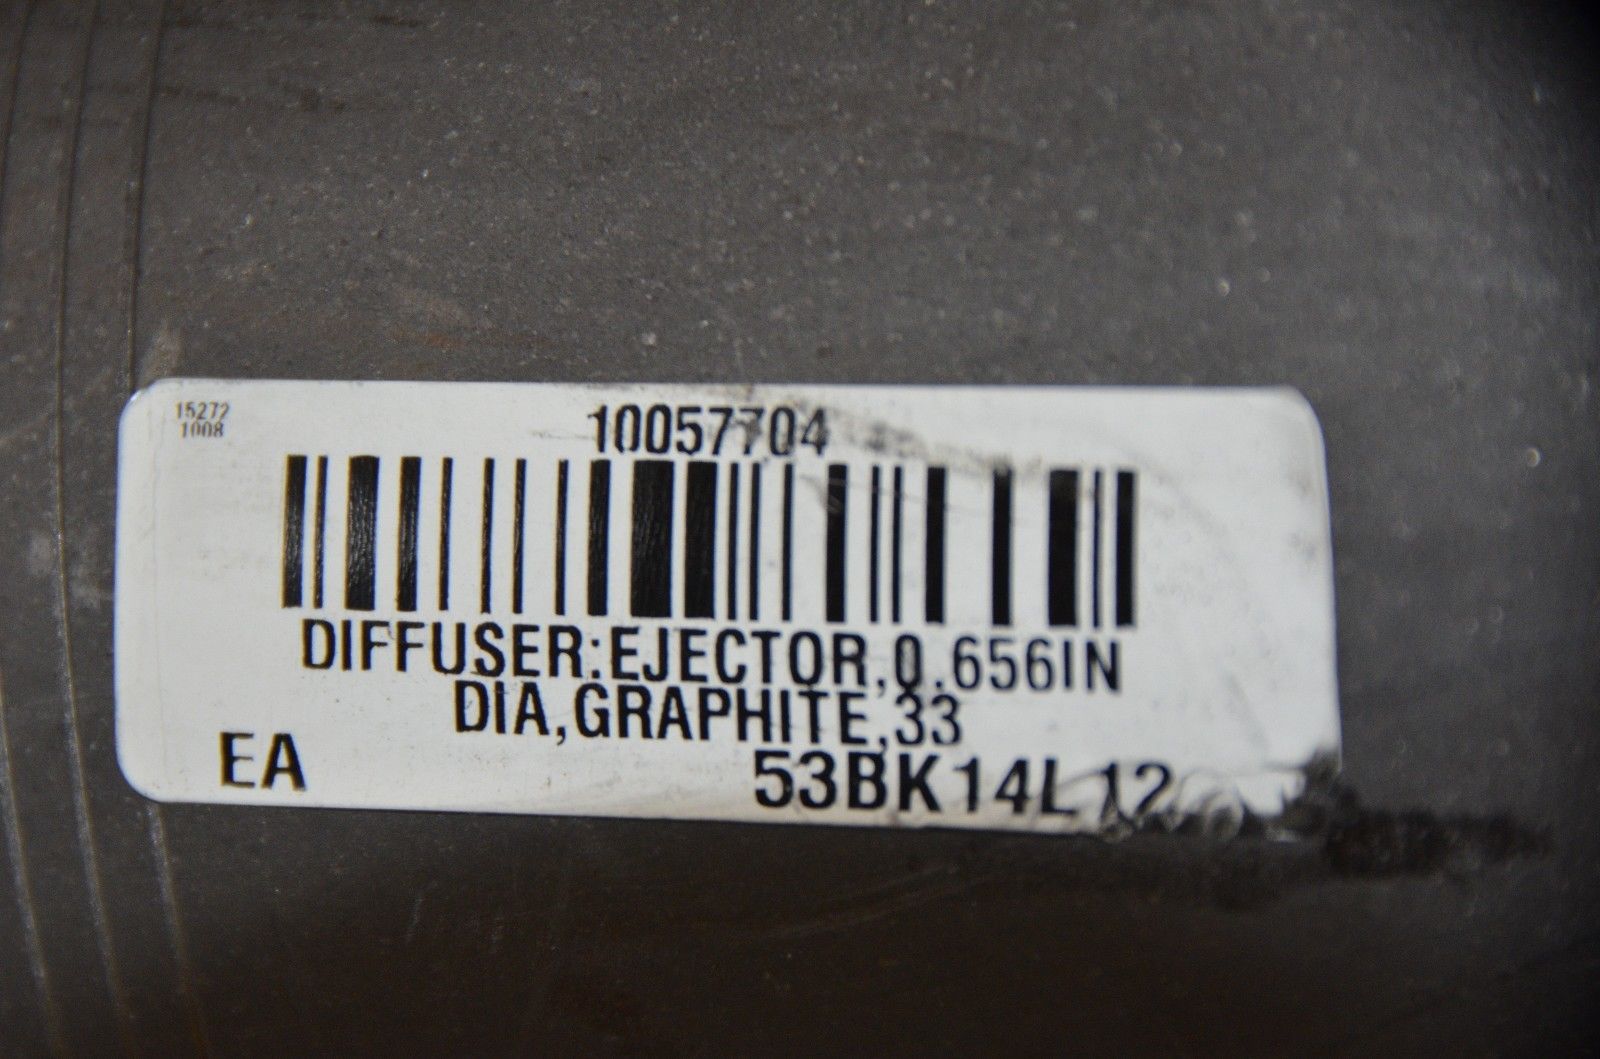 15272
1008
10057704
DIFFUSER:EJECTOR,0.656IN
DIA,GRAPHITE,33
EA
53BK14L12